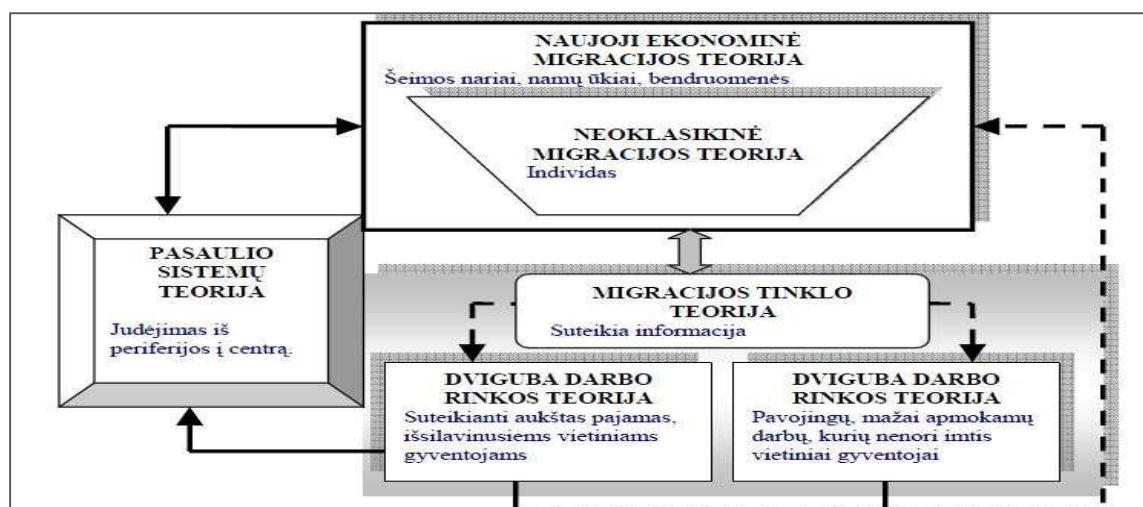 NAUJOJI EKONOMINĖ
MIGRACIJOS TEORIJA
Šeimos nariai, namų ūkiai, bendruomenės
NEOKLASIKINĖ
MIGRACIJOS TEORIJA
Individas
PASAULIO
SISTEMŲ
TEORIJA
Judėjimas iš
periferijos į centrą.
MIGRACIJOS TINKLO
TEORIJA
Suteikia informacija
DVIGUBA DARBO
RINKOS TEORIJA
Suteikianti aukštas pajamas,
išsilavinusiems vietiniams
gyventojams
DVIGUBA DARBO
RINKOS TEORIJA
Pavojingų, mažai apmokamų
darbų, kurių nenori imtis
vietiniai gyventojai